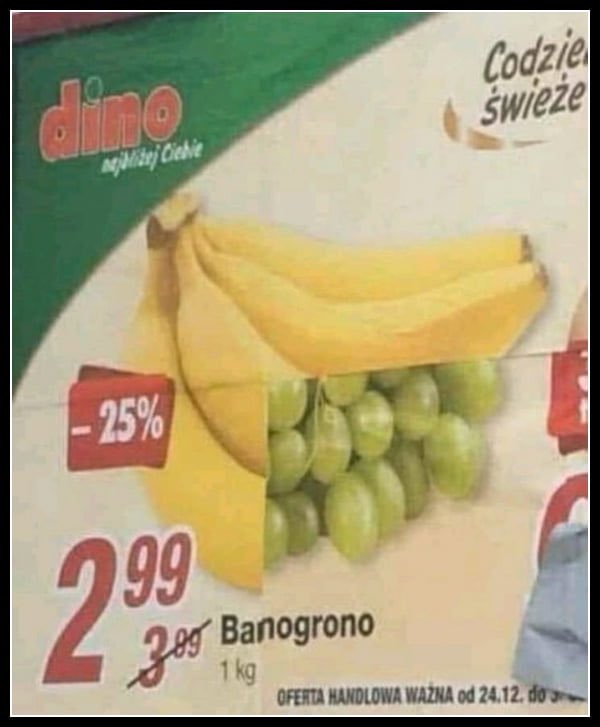 dino
najbliżej Ciebie
Codzie
świeże
- 25%
2 99
3 99
Banogrono
1 kg
OFERTA HANDLOWA WAŻNA od 24.12. do